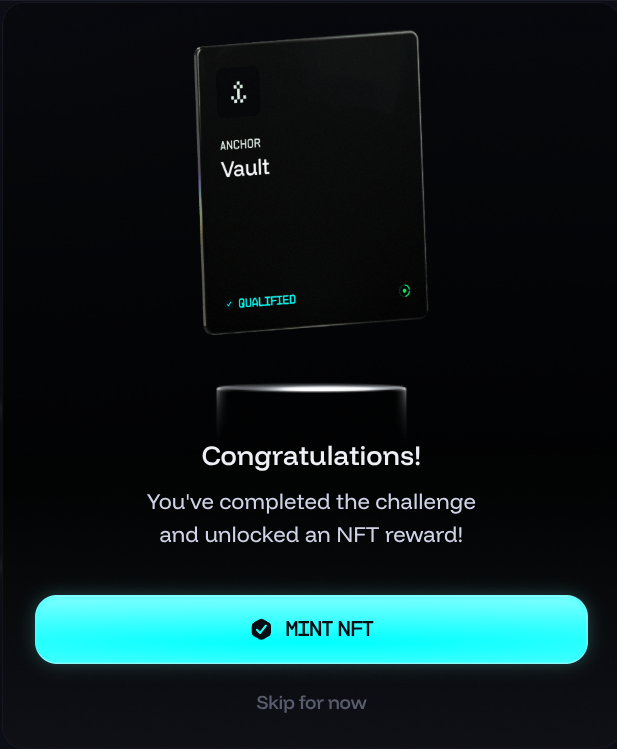 ANCHOR
Vault
✓ QUALIFIED
Congratulations!
You've completed the challenge
and unlocked an NFT reward!
MINT NFT
Skip for now